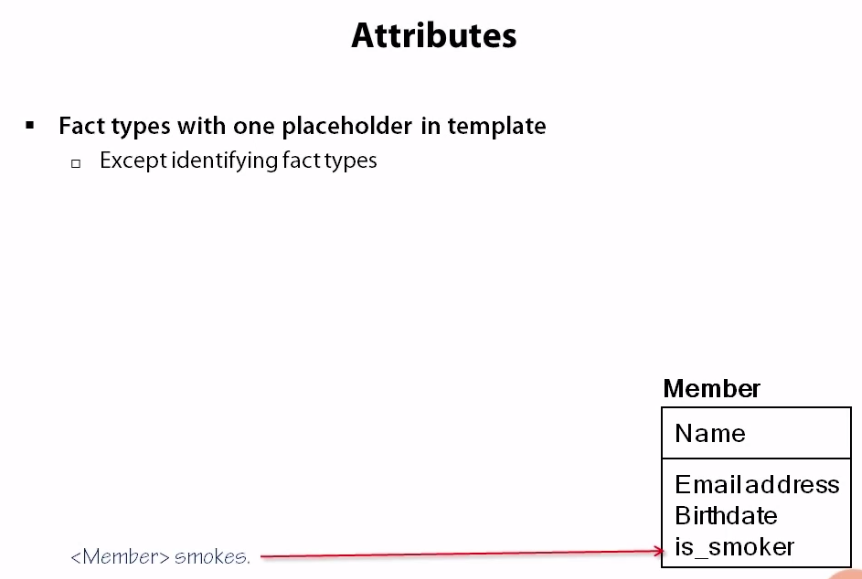 Attributes
▪ Fact types with one placeholder in template
▫ Except identifying fact types
Member
Name
Email address
Birthdate
is_smoker
<Member> smokes.